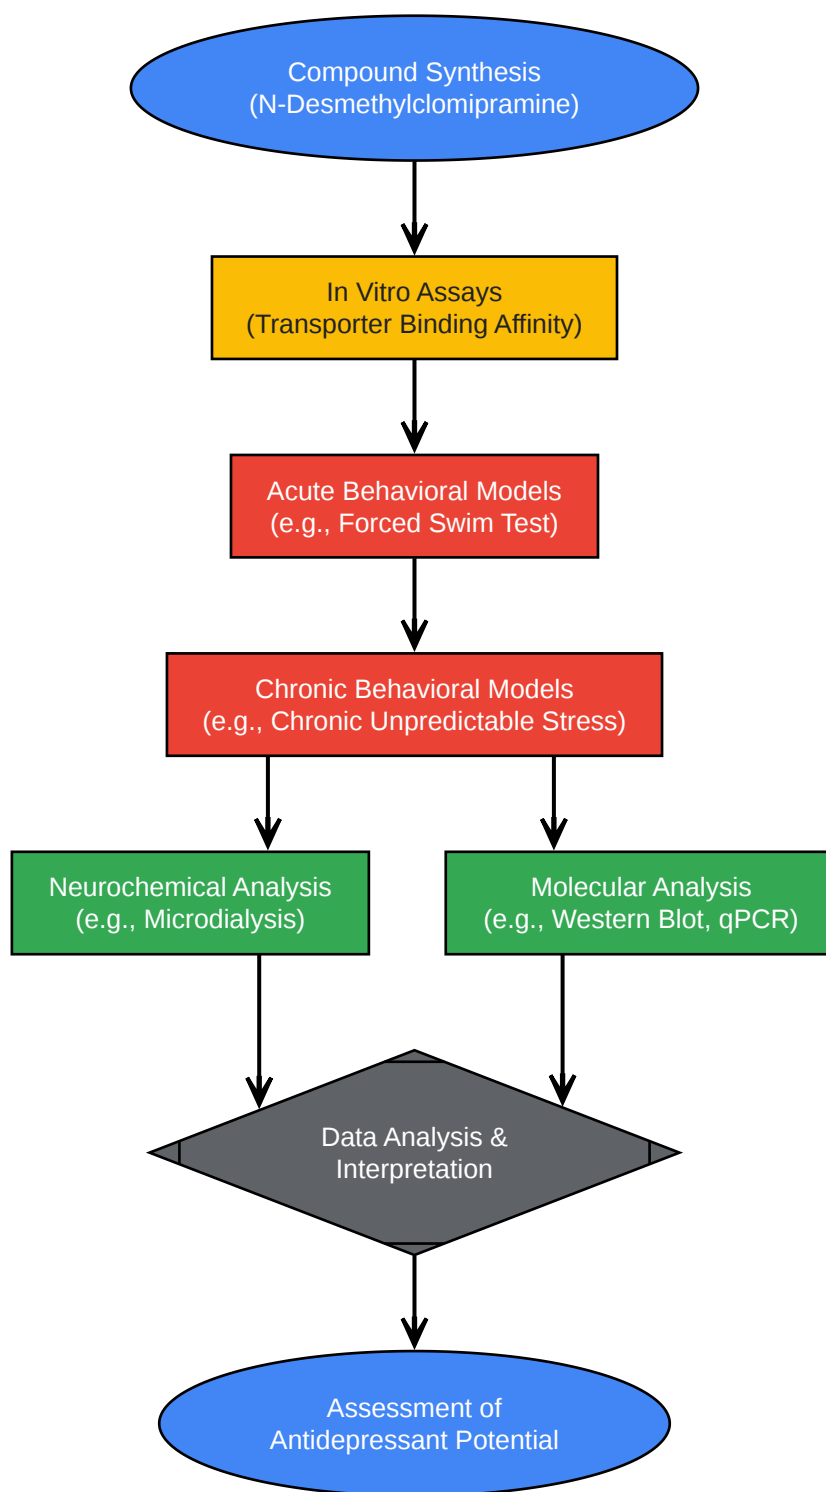 Compound Synthesis
(N-Desmethylclomipramine)
In Vitro Assays
(Transporter Binding Affinity)
Acute Behavioral Models
(e.g., Forced Swim Test)
Chronic Behavioral Models
(e.g., Chronic Unpredictable Stress)
Neurochemical Analysis
(e.g., Microdialysis)
Molecular Analysis
(e.g., Western Blot, qPCR)
Data Analysis &
Interpretation
Assessment of
Antidepressant Potential